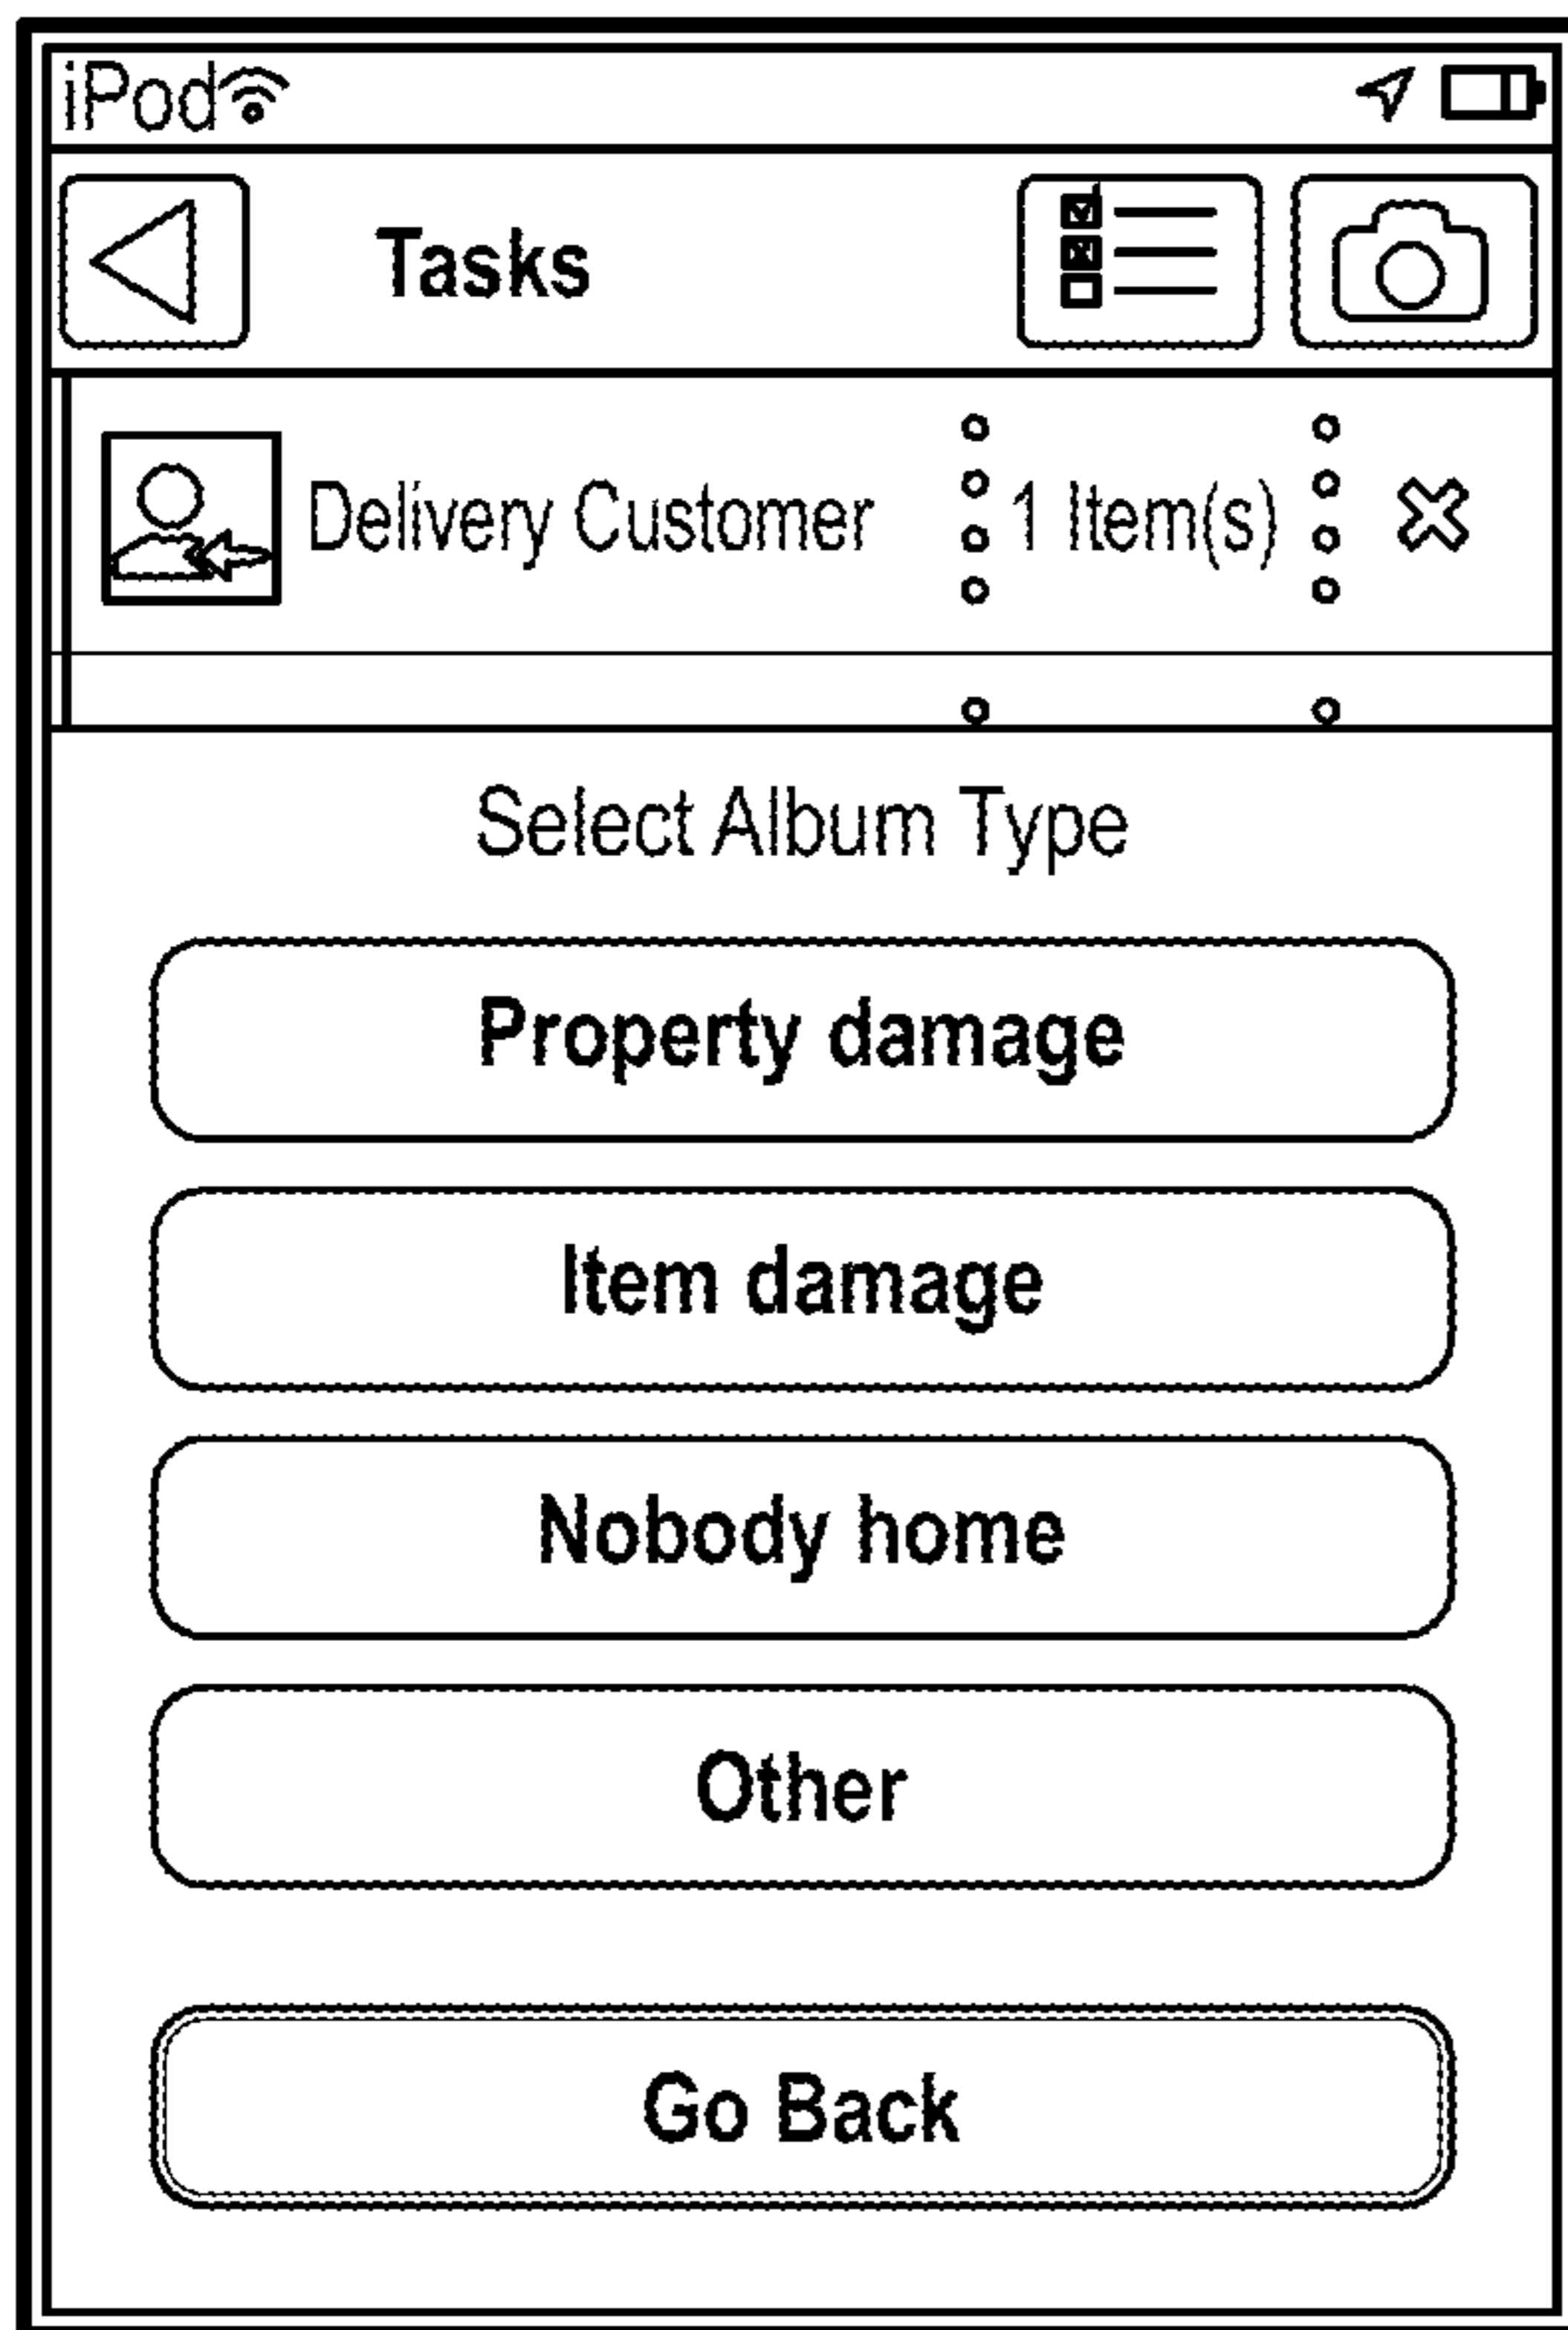 iPod
Tasks
Delivery Customer 1 Item(s)
Select Album Type
Property damage
Item damage
Nobody home
Other
Go Back